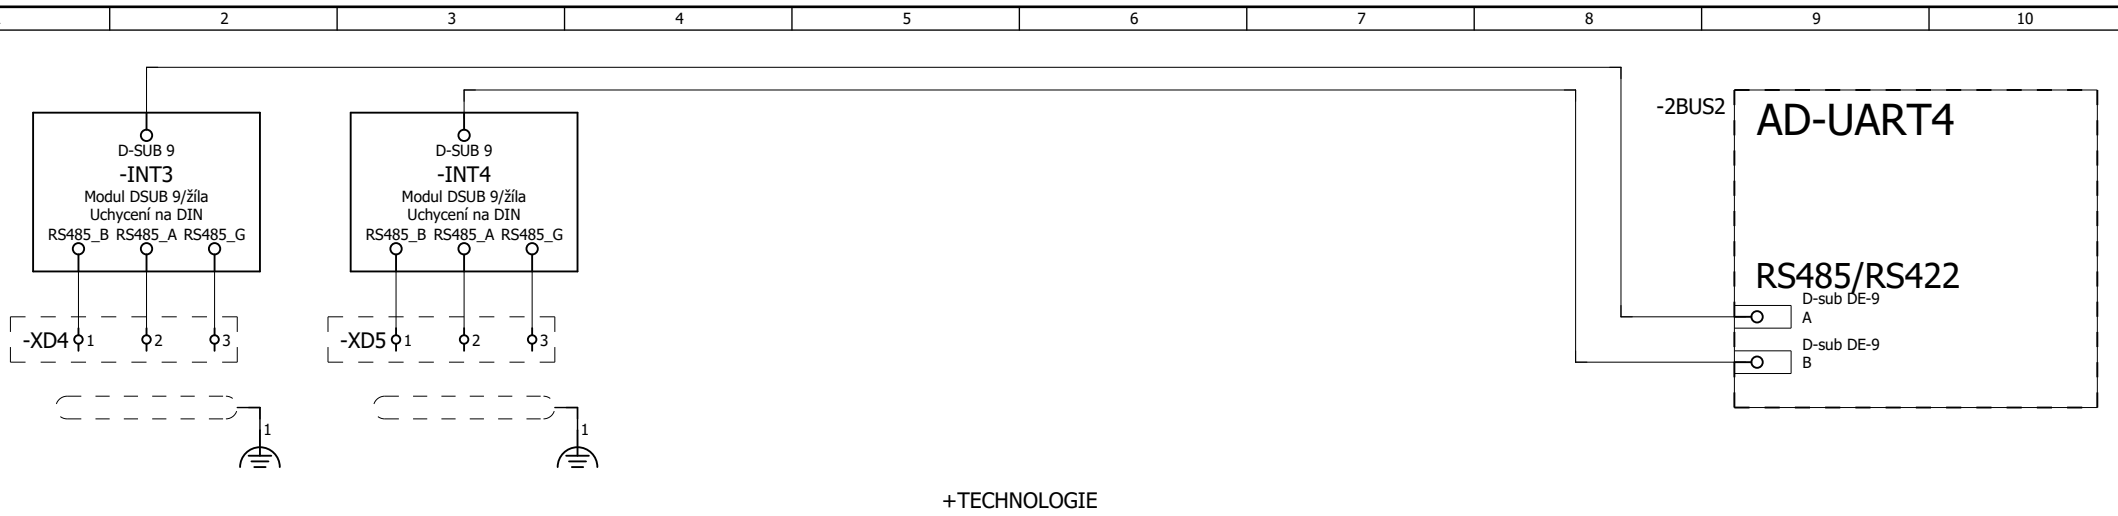 2 3 4 5 6 7 8 9 10
-2BUS2
AD-UART4
D-SUB 9
-INT3
Modul DSUB 9/žíla
Uchycení na DIN
RS485_B RS485_A RS485_G
D-SUB 9
-INT4
Modul DSUB 9/žíla
Uchycení na DIN
RS485_B RS485_A RS485_G
RS485/RS422
D-sub DE-9
A
D-sub DE-9
B
-XD4 1 2 3
-XD5 1 2 3
1
1
+TECHNOLOGIE